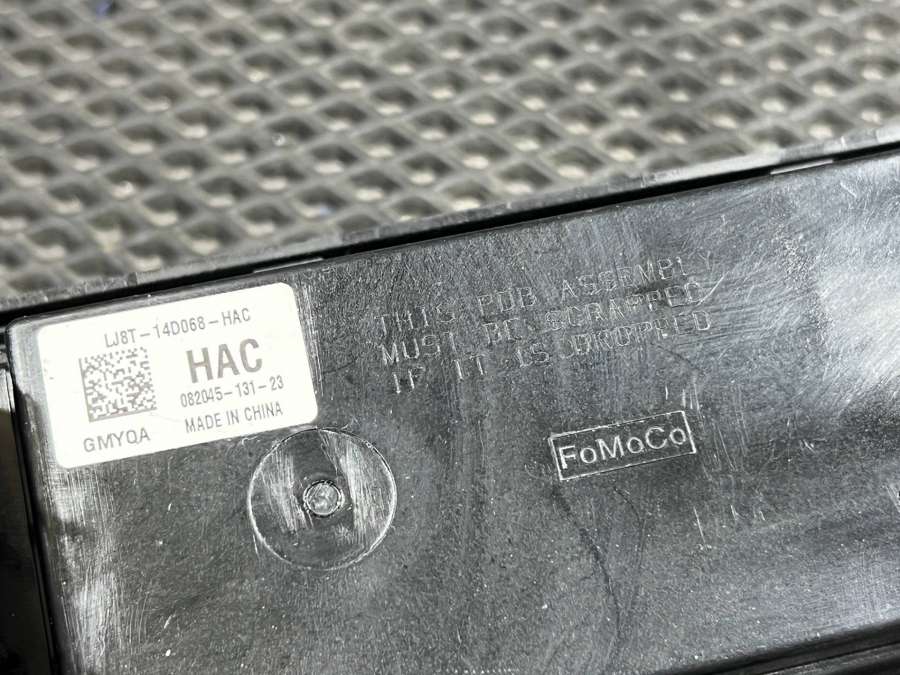 LJ8T-14D068-HAC
HAC
082045-131-23
GMYQA
MADE IN CHINA
THIS PDB ASSEMBLY
MUST BE SCRAPPED
IF IT IS DROPPED
FoMoCo